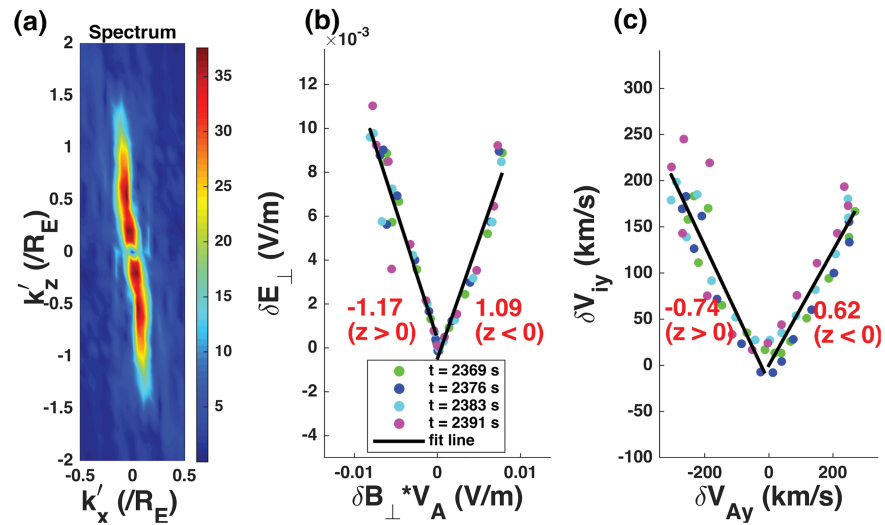 (a)
Spectrum
2
1.5
1
0.5
0
-0.5
-1
-1.5
-2
-0.5
0
0.5
k'z (/RE)
k'x (/RE)
35
30
25
20
15
10
5
(b)
×10⁻³
12
10
8
6
4
2
0
-2
-4
-0.01
0
0.01
δE⊥ (V/m)
δB⊥*VA (V/m)
-1.17
(z > 0)
1.09
(z < 0)
t = 2369 s
t = 2376 s
t = 2383 s
t = 2391 s
fit line
(c)
300
250
200
150
100
50
0
-50
-100
-200
0
200
δViy (km/s)
δVAy (km/s)
-0.74
(z > 0)
0.62
(z < 0)